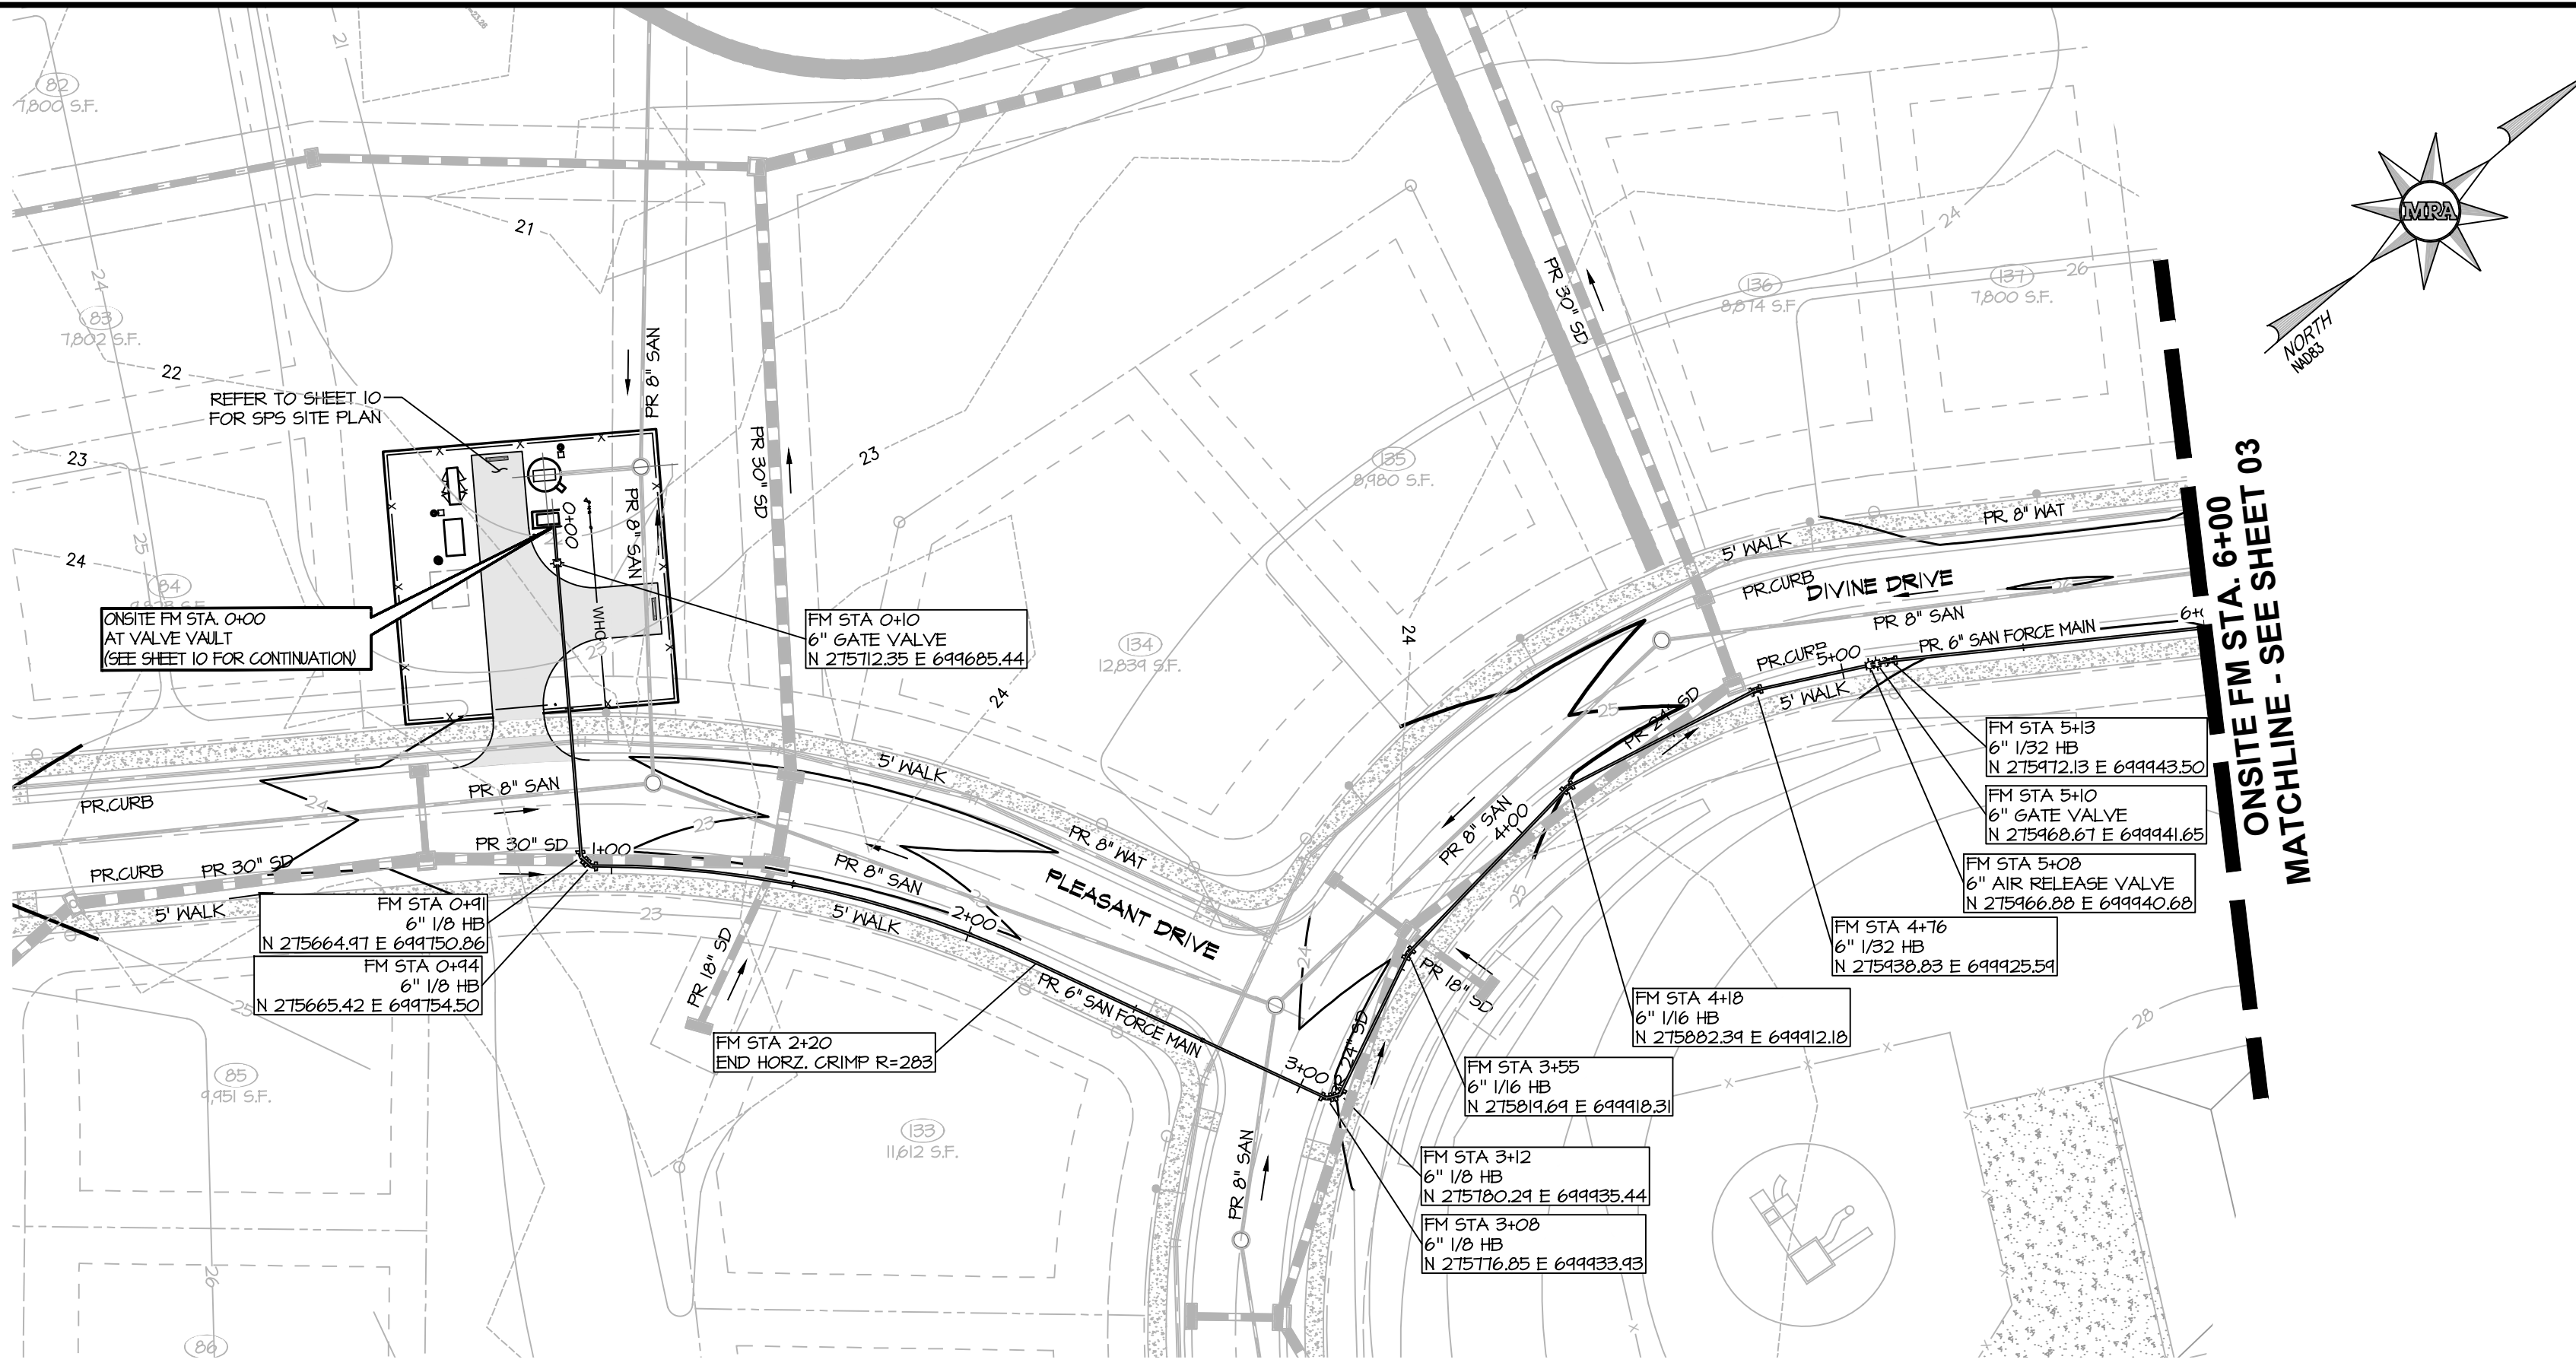 82
7,800 S.F.
21
21
24
83
7,802 S.F.
22
REFER TO SHEET 10
FOR SPS SITE PLAN
23
24
25
84
ONSITE FM STA. 0+00
AT VALVE VAULT
(SEE SHEET 10 FOR CONTINUATION)
0+00
WHC
23
PR 8" SAN
PR 8" SAN
PR 30" SD
23
FM STA 0+10
6" GATE VALVE
N 275712.35 E 699685.44
24
134
12,839 S.F.
135
8,980 S.F.
24
PR 30" SD
136
8,874 S.F.
137
7,800 S.F.
26
24
MRA
NORTH
NAD83
PR 8" WAT
5' WALK
PR.CURB
DIVINE DRIVE
26
PR 8" SAN
PR 6" SAN FORCE MAIN
PR.CURB
5+00
5' WALK
ONSITE FM STA. 6+00
MATCHLINE - SEE SHEET 03
FM STA 5+13
6" 1/32 HB
N 275972.13 E 699943.50
FM STA 5+10
6" GATE VALVE
N 275968.67 E 699941.65
FM STA 5+08
6" AIR RELEASE VALVE
N 275966.88 E 699940.68
FM STA 4+76
6" 1/32 HB
N 275938.83 E 699925.59
FM STA 4+18
6" 1/16 HB
N 275882.39 E 699912.18
FM STA 3+55
6" 1/16 HB
N 275819.69 E 699918.31
FM STA 3+12
6" 1/8 HB
N 275780.29 E 699935.44
FM STA 3+08
6" 1/8 HB
N 275776.85 E 699933.93
25
PR 24" SD
PR 8" SAN
4+00
25
24
PR 18" SD
PR 24" SD
3+00
PR 8" SAN
28
PR.CURB
24
PR 8" SAN
PR 30" SD
1+00
23
5' WALK
PR 8" WAT
PR 8" SAN
PLEASANT DRIVE
2+00
5' WALK
PR 6" SAN FORCE MAIN
PR.CURB
PR 30" SD
5' WALK
23
FM STA 0+91
6" 1/8 HB
N 275664.97 E 699750.86
FM STA 0+94
6" 1/8 HB
N 275665.42 E 699754.50
25
PR 18" SD
FM STA 2+20
END HORZ. CRIMP R=283
85
9,951 S.F.
133
11,612 S.F.
26
86